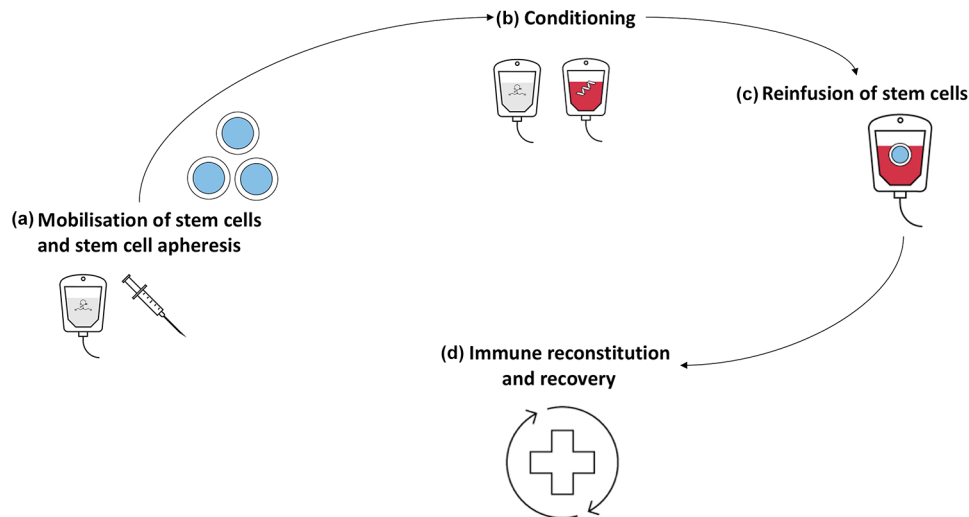 (b) Conditioning
(c) Reinfusion of stem cells
(a) Mobilisation of stem cells
and stem cell apheresis
(d) Immune reconstitution
and recovery